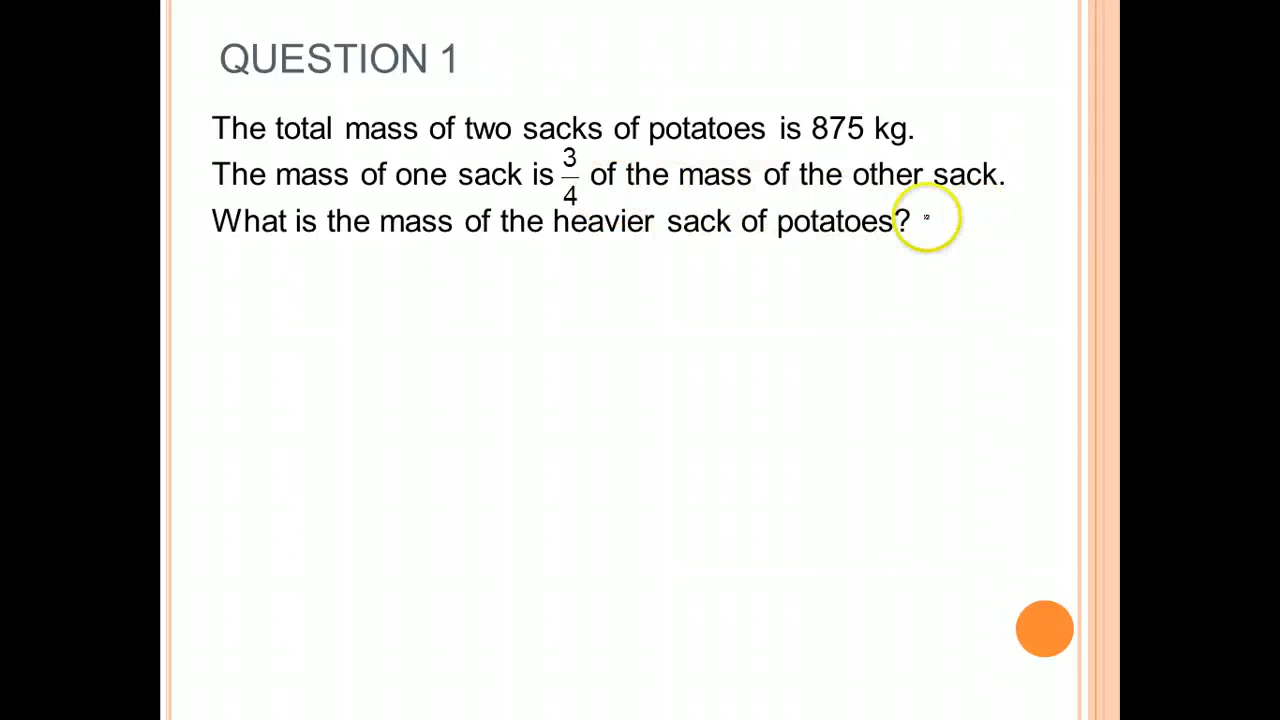 QUESTION 1
The total mass of two sacks of potatoes is 875 kg.
The mass of one sack is 3/4 of the mass of the other sack.
What is the mass of the heavier sack of potatoes?